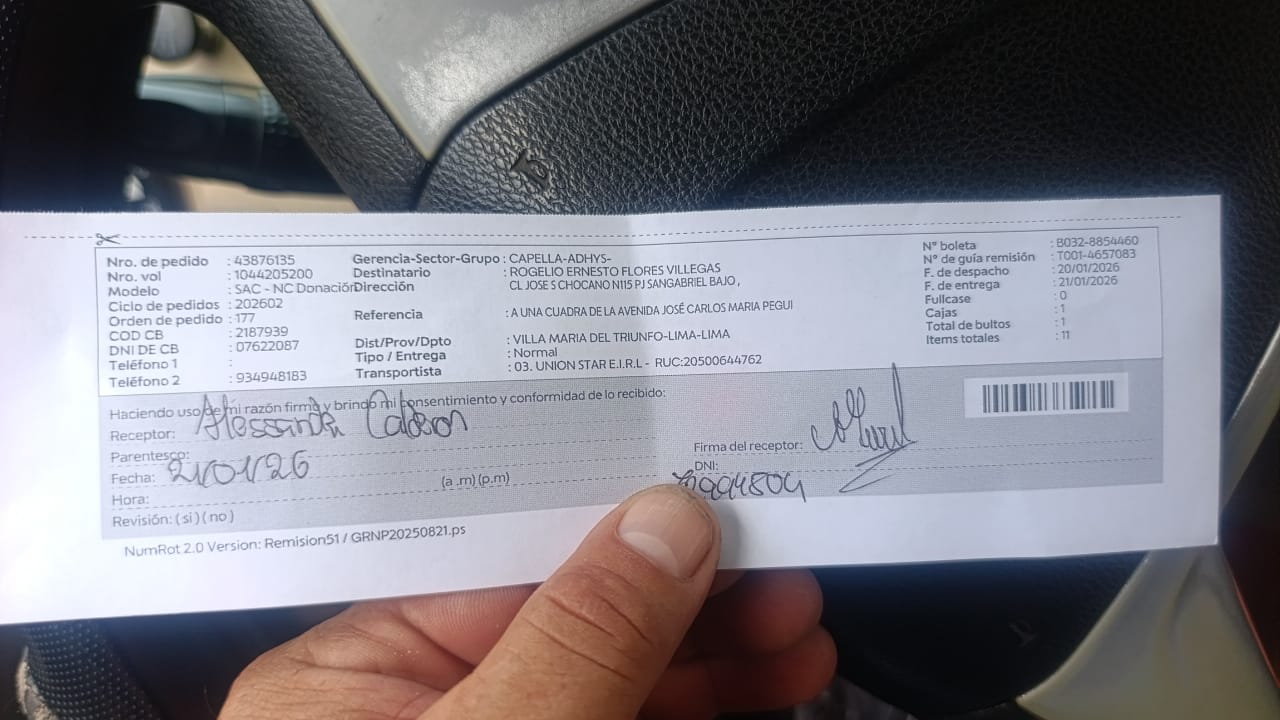 Nro. de pedido : 43876135
Nro. vol : 1044205200
Modelo : SAC - NC Donación
Ciclo de pedidos : 202602
Orden de pedido : 177
COD CB : 2187939
DNI DE CB : 07622087
Teléfono 1 :
Teléfono 2 : 934948183
Gerencia-Sector-Grupo : CAPELLA-ADHYS-
Destinatario : ROGELIO ERNESTO FLORES VILLEGAS
Dirección : CL JOSE S CHOCANO N115 PJ SANGABRIEL BAJO ,
Referencia : A UNA CUADRA DE LA AVENIDA JOSÉ CARLOS MARIA PEGUI
Dist/Prov/Dpto : VILLA MARIA DEL TRIUNFO-LIMA-LIMA
Tipo / Entrega : Normal
Transportista : 03. UNION STAR E.I.R.L - RUC:20500644762
N° boleta : B032-8854460
N° de guía remisión : T001-4657083
F. de despacho : 20/01/2026
F. de entrega : 21/01/2026
Fullcase : 0
Cajas : 1
Total de bultos : 1
Items totales : 11
Haciendo uso de mi razón firma y brindo mi consentimiento y conformidad de lo recibido:
Receptor: Alessandra
Parentesco:
Fecha: 21/01/26
Hora: (a .m) (p.m)
Revisión: ( si ) ( no )
Firma del receptor:
DNI:
NumRot 2.0 Version: Remision51 / GRNP20250821.ps